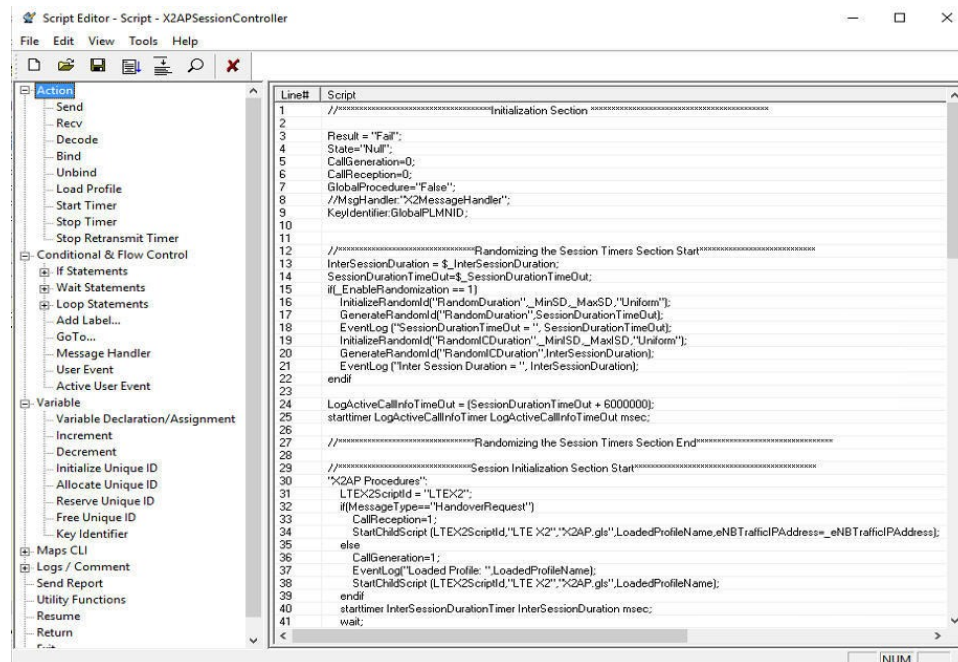 Script Editor - Script - X2APSessionController
File Edit View Tools Help
Action
Send
Recv
Decode
Bind
Unbind
Load Profile
Start Timer
Stop Timer
Stop Retransmit Timer
Conditional & Flow Control
If Statements
Wait Statements
Loop Statements
Add Label...
GoTo...
Message Handler
User Event
Active User Event
Variable
Variable Declaration/Assignment
Increment
Decrement
Initialize Unique ID
Allocate Unique ID
Reserve Unique ID
Free Unique ID
Key Identifier
Maps CLI
Logs / Comment
Send Report
Utility Functions
Resume
Return
Line# Script
1 //************************************Initialization Section ******************************************
2
3 Result = "Fail";
4 State="Null";
5 CallGeneration=0;
6 CallReception=0;
7 GlobalProcedure="False";
8 //MsgHandler:"X2MessageHandler";
9 KeyIdentifier:GlobalPLMNID;
10
11
12 //********************************Randomizing the Session Timers Section Start***************************
13 InterSessionDuration = $_InterSessionDuration;
14 SessionDurationTimeOut=$_SessionDurationTimeOut;
15 if(_EnableRandomization == 1)
16 InitializeRandomId("RandomDuration",_MinSD,_MaxSD,"Uniform");
17 GenerateRandomId("RandomDuration",SessionDurationTimeOut);
18 EventLog ("SessionDurationTimeOut = ", SessionDurationTimeOut);
19 InitializeRandomId("RandomICDuration",_MinISD,_MaxISD,"Uniform");
20 GenerateRandomId("RandomICDuration",InterSessionDuration);
21 EventLog ("Inter Session Duration = ", InterSessionDuration);
22 endif
23
24 LogActiveCallInfoTimeOut = (SessionDurationTimeOut + 6000000);
25 starttimer LogActiveCallInfoTimer LogActiveCallInfoTimeOut msec;
26
27 //********************************Randomizing the Session Timers Section End********************************
28
29 //*******************************Session Initialization Section Start*******************************************
30 "X2AP Procedures":
31 LTEX2ScriptId = "LTEX2";
32 if(MessageType=="HandoverRequest")
33 CallReception=1;
34 StartChildScript (LTEX2ScriptId,"LTE X2","X2AP.gls",LoadedProfileName,eNBTrafficIPAddress=_eNBTrafficIPAddress);
35 else
36 CallGeneration=1;
37 EventLog("Loaded Profile: ",LoadedProfileName);
38 StartChildScript (LTEX2ScriptId,"LTE X2","X2AP.gls",LoadedProfileName);
39 endif
40 starttimer InterSessionDurationTimer InterSessionDuration msec;
41 wait;
NUM